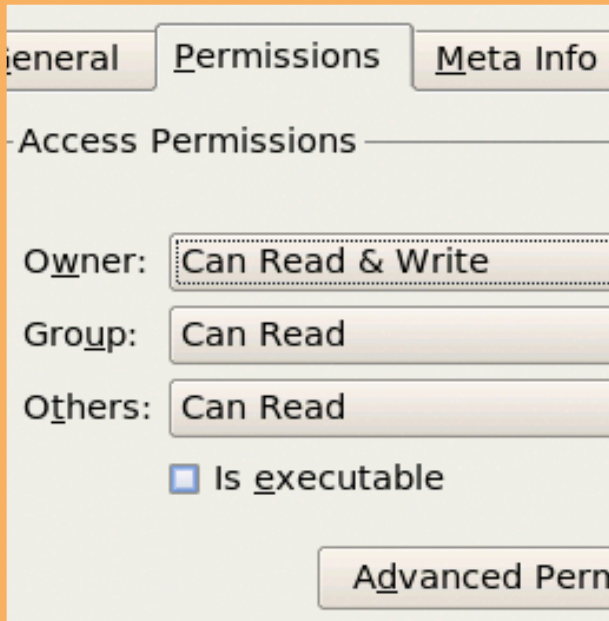 General Permissions Meta Info
Access Permissions
Owner: Can Read & Write
Group: Can Read
Others: Can Read
Is executable
Advanced Perm